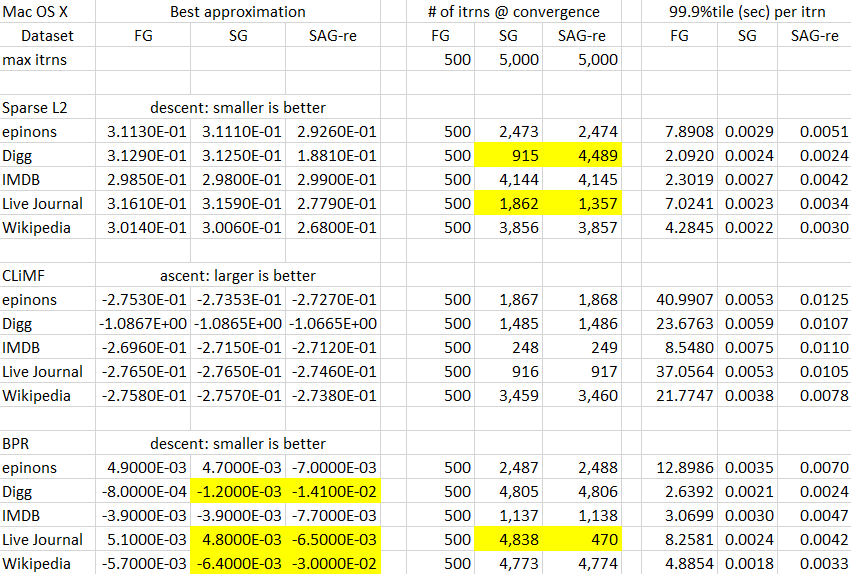 Mac OS X Best approximation # of itrns @ convergence 99.9%tile (sec) per itrn
Dataset FG SG SAG-re FG SG SAG-re FG SG SAG-re
max itrns 500 5,000 5,000
Sparse L2 descent: smaller is better
epinons 3.1130E-01 3.1110E-01 2.9260E-01 500 2,473 2,474 7.8908 0.0029 0.0051
Digg 3.1290E-01 3.1250E-01 1.8810E-01 500 915 4,489 2.0920 0.0024 0.0024
IMDB 2.9850E-01 2.9800E-01 2.9900E-01 500 4,144 4,145 2.3019 0.0027 0.0042
Live Journal 3.1610E-01 3.1590E-01 2.7790E-01 500 1,862 1,357 7.0241 0.0023 0.0034
Wikipedia 3.0140E-01 3.0060E-01 2.6800E-01 500 3,856 3,857 4.2845 0.0022 0.0030
CLiMF ascent: larger is better
epinons -2.7530E-01 -2.7353E-01 -2.7270E-01 500 1,867 1,868 40.9907 0.0053 0.0125
Digg -1.0867E+00 -1.0865E+00 -1.0665E+00 500 1,485 1,486 23.6763 0.0059 0.0107
IMDB -2.6960E-01 -2.7150E-01 -2.7120E-01 500 248 249 8.5480 0.0075 0.0110
Live Journal -2.7650E-01 -2.7650E-01 -2.7460E-01 500 916 917 37.0564 0.0053 0.0105
Wikipedia -2.7580E-01 -2.7570E-01 -2.7380E-01 500 3,459 3,460 21.7747 0.0038 0.0078
BPR descent: smaller is better
epinons 4.9000E-03 4.7000E-03 -7.0000E-03 500 2,487 2,488 12.8986 0.0035 0.0070
Digg -8.0000E-04 -1.2000E-03 -1.4100E-02 500 4,805 4,806 2.6392 0.0021 0.0024
IMDB -3.9000E-03 -3.9000E-03 -7.7000E-03 500 1,137 1,138 3.0699 0.0030 0.0047
Live Journal 5.1000E-03 4.8000E-03 -6.5000E-03 500 4,838 470 8.2581 0.0024 0.0042
Wikipedia -5.7000E-03 -6.4000E-03 -3.0000E-02 500 4,773 4,774 4.8854 0.0018 0.0033